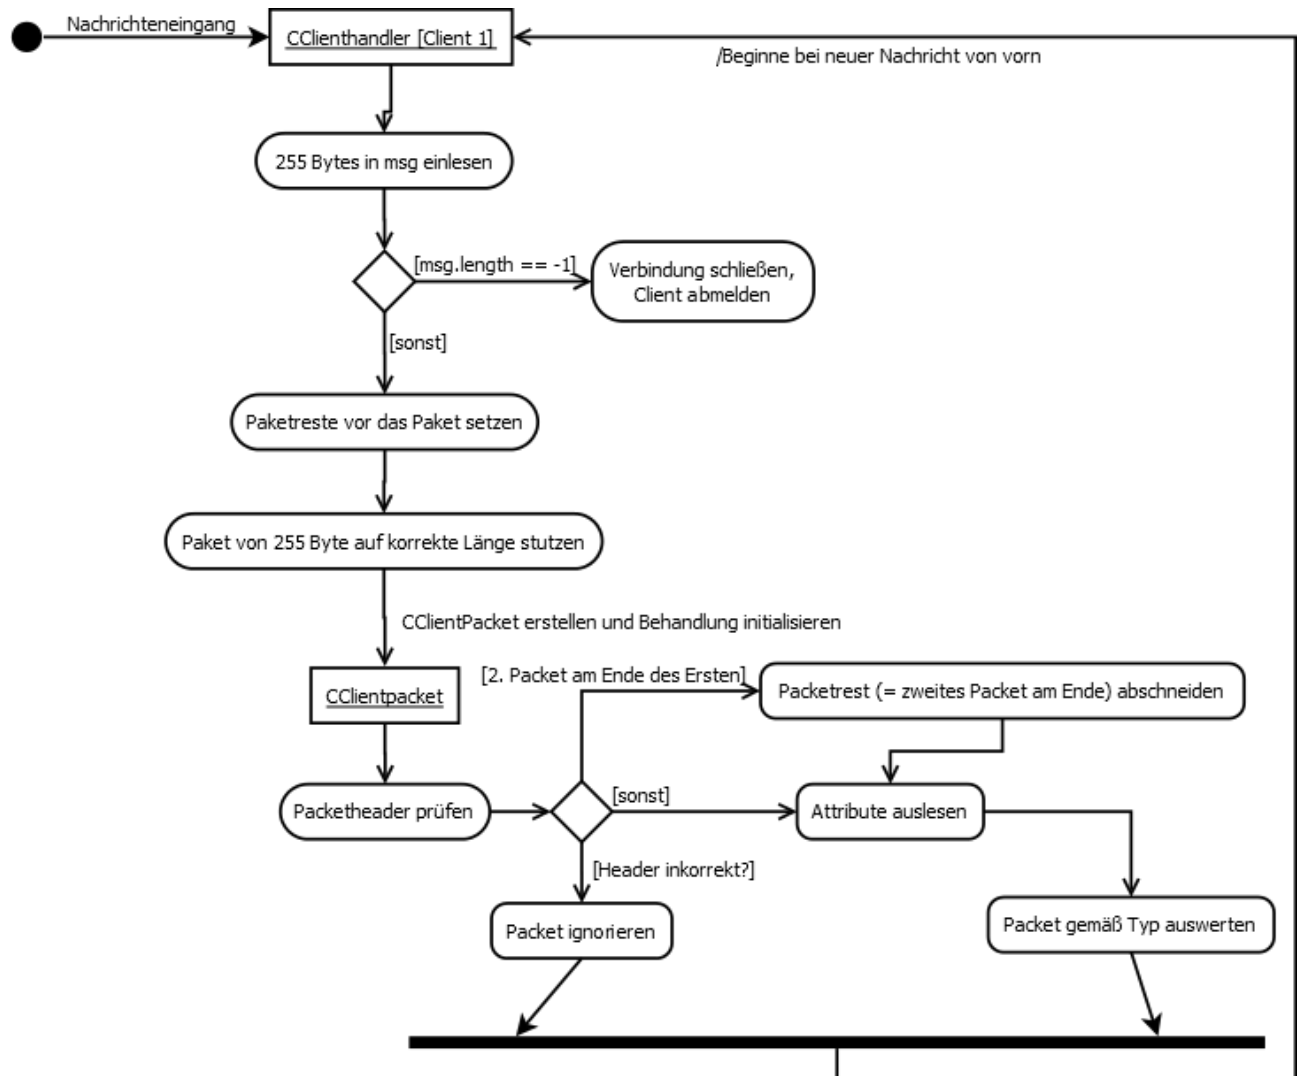 Nachrichteneingang
CClienthandler [Client 1]
/Beginne bei neuer Nachricht von vorn
255 Bytes in msg einlesen
[msg.length == -1]
Verbindung schließen,
Client abmelden
[sonst]
Paketreste vor das Paket setzen
Paket von 255 Byte auf korrekte Länge stutzen
CClientPacket erstellen und Behandlung initialisieren
CClientpacket
[2. Packet am Ende des Ersten]
Packetrest (= zweites Packet am Ende) abschneiden
Packetheader prüfen
[sonst]
Attribute auslesen
[Header inkorrekt?]
Packet ignorieren
Packet gemäß Typ auswerten